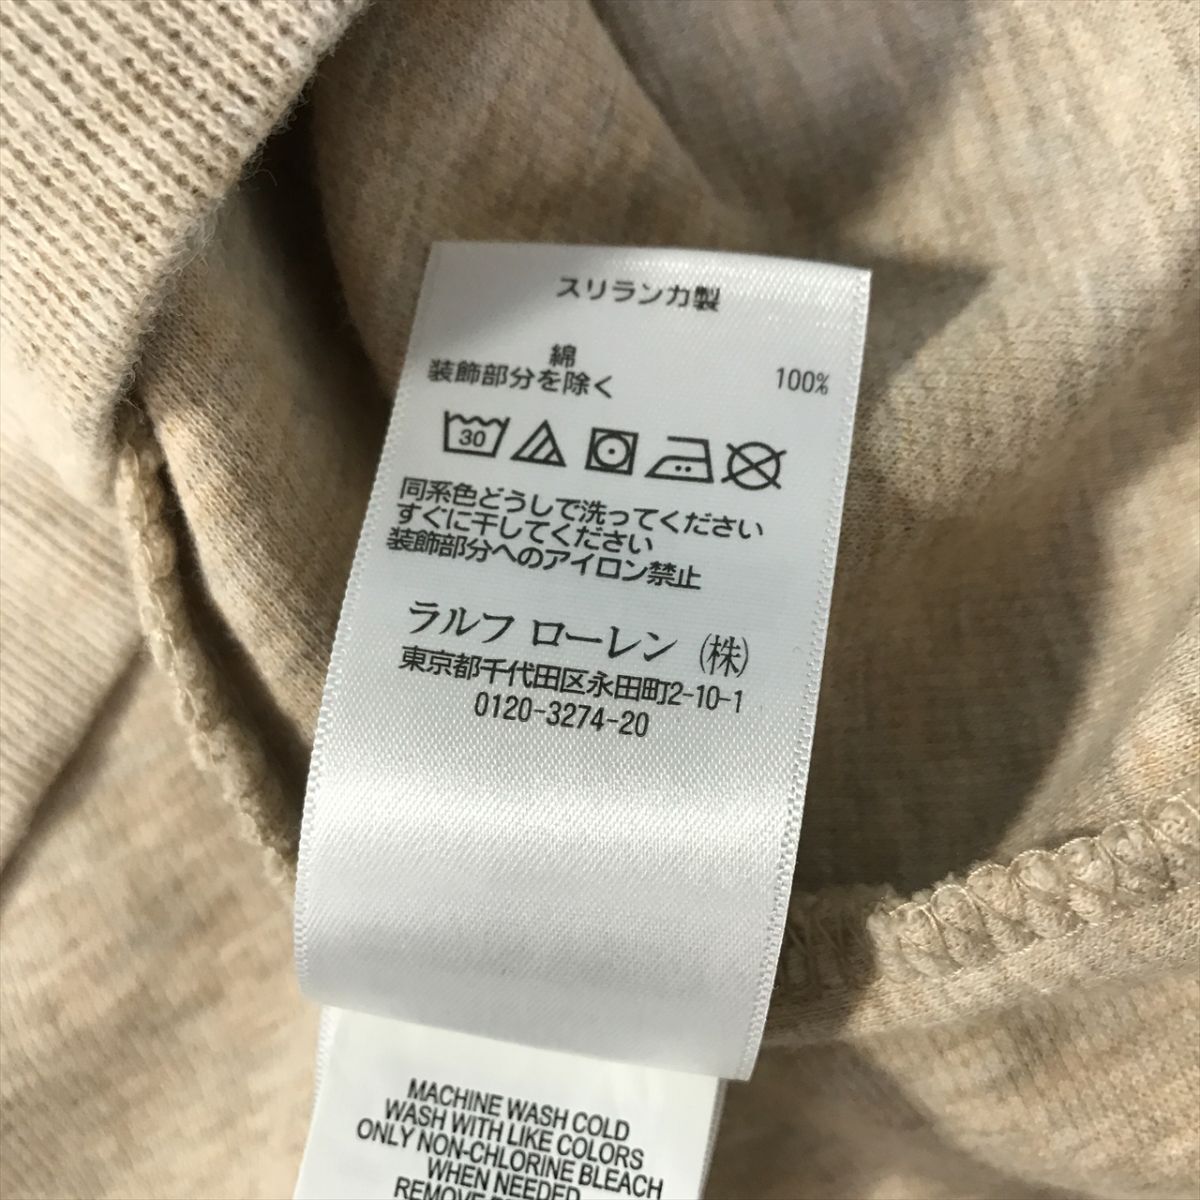 スリランカ製
綿 100%
装飾部分を除く
30
同系色どうしで洗ってください
すぐに干してください
装飾部分へのアイロン禁止
ラルフ ローレン (株)
東京都千代田区永田町2-10-1
0120-3274-20
MACHINE WASH COLD
WASH WITH LIKE COLORS
ONLY NON-CHLORINE BLEACH
WHEN NEEDED
REMOVE